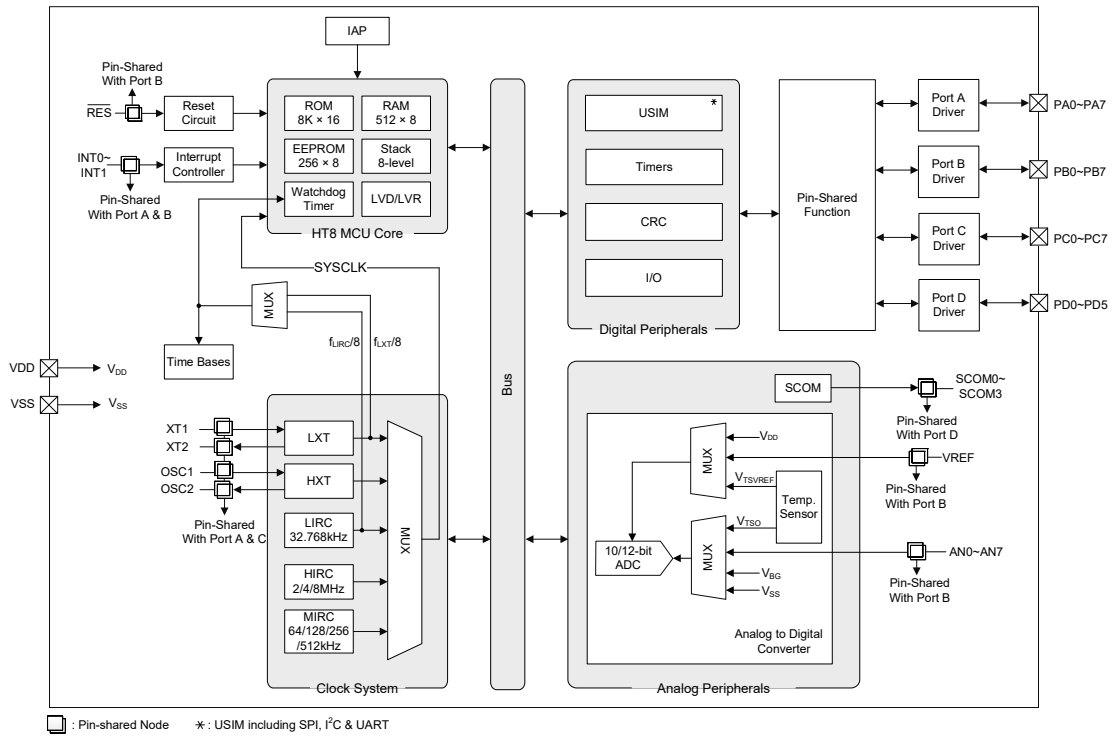 IAP
Pin-Shared
With Port B
RES
Reset
Circuit
INT0~
INT1
Interrupt
Controller
Pin-Shared
With Port A & B
ROM
8K × 16
RAM
512 × 8
EEPROM
256 × 8
Stack
8-level
Watchdog
Timer
LVD/LVR
HT8 MCU Core
SYSCLK
MUX
fLIRC/8
fLXT/8
Time Bases
VDD
VDD
VSS
VSS
XT1
XT2
OSC1
OSC2
Pin-Shared
With Port A & C
LXT
HXT
LIRC
32.768kHz
HIRC
2/4/8MHz
MIRC
64/128/256
/512kHz
MUX
Clock System
Bus
USIM
*
Timers
CRC
I/O
Digital Peripherals
Pin-Shared
Function
Port A
Driver
PA0~PA7
Port B
Driver
PB0~PB7
Port C
Driver
PC0~PC7
Port D
Driver
PD0~PD5
SCOM
SCOM0~
SCOM3
Pin-Shared
With Port D
MUX
VDD
VREF
Pin-Shared
With Port B
VTSVREF
Temp.
Sensor
VTSO
10/12-bit
ADC
MUX
AN0~AN7
Pin-Shared
With Port B
VBG
VSS
Analog to Digital
Converter
Analog Peripherals
: Pin-shared Node
* : USIM including SPI, I²C & UART